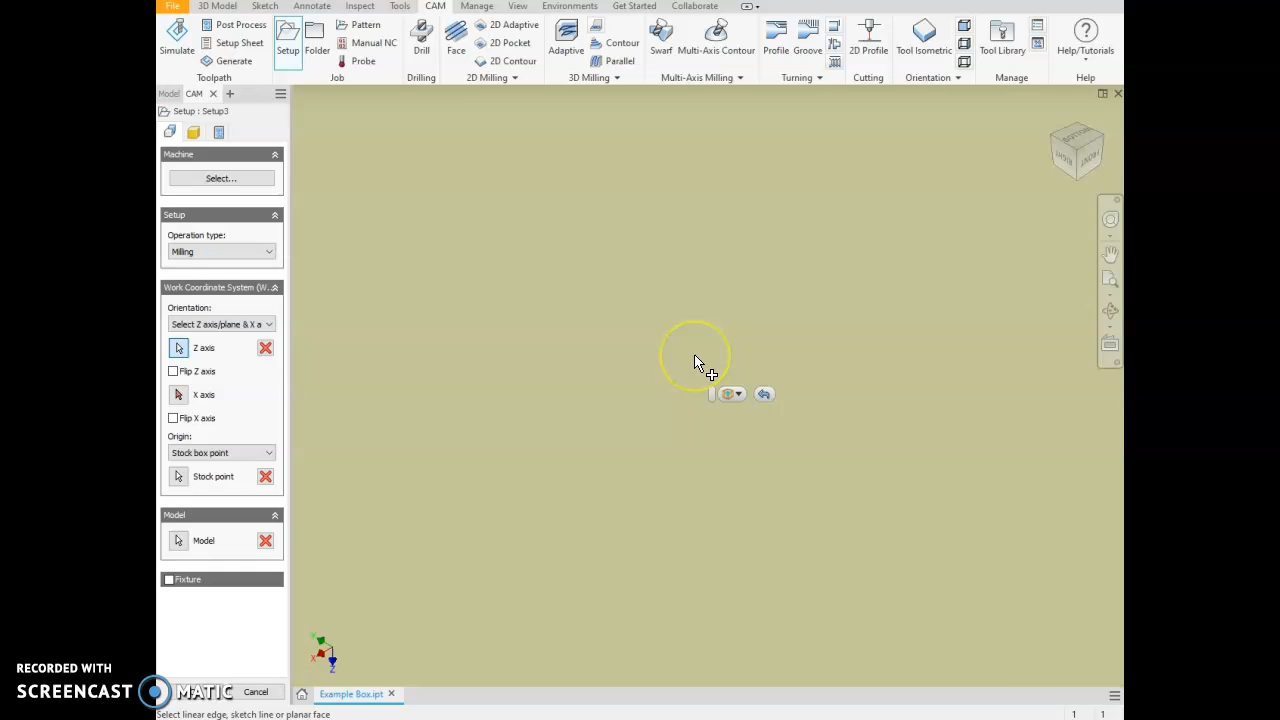 File 3D Model Sketch Annotate Inspect Tools CAM Manage View Environments Get Started Collaborate
Simulate Post Process Setup Sheet Generate Toolpath
Setup Folder Pattern Manual NC Probe Job
Drill Drilling
Face 2D Adaptive 2D Pocket 2D Contour 2D Milling
Adaptive Contour Parallel 3D Milling
Swarf Multi-Axis Contour Multi-Axis Milling
Profile Groove Turning
2D Profile Cutting
Tool Isometric Orientation
Tool Library Manage
Help/Tutorials Help
Model CAM
Setup : Setup3
Machine
Select...
Setup
Operation type:
Milling
Work Coordinate System (W...
Orientation:
Select Z axis/plane & X a
Z axis
Flip Z axis
X axis
Flip X axis
Origin:
Stock box point
Stock point
Model
Model
Fixture
BOTTOM
RIGHT
FRONT
Y
X
Z
RECORDED WITH
SCREENCAST MATIC
Cancel
Example Box.ipt
Select linear edge, sketch line or planar face
1 1